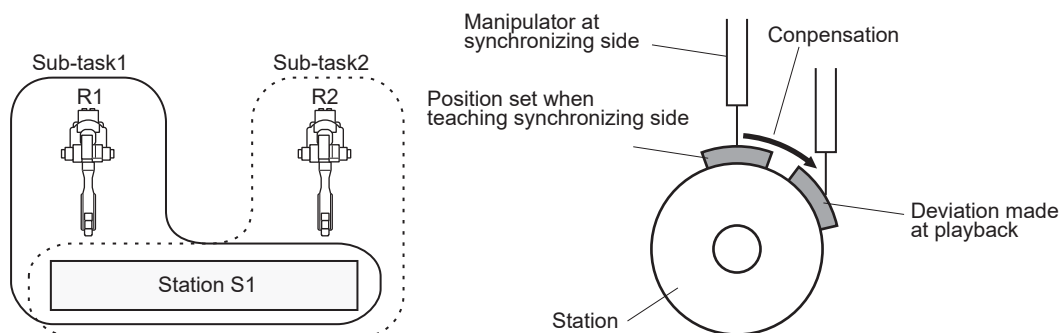 Sub-task1
R1
Sub-task2
R2
Station S1
Manipulator at
synchronizing side
Conpensation
Position set when
teaching synchronizing side
Deviation made
at playback
Station